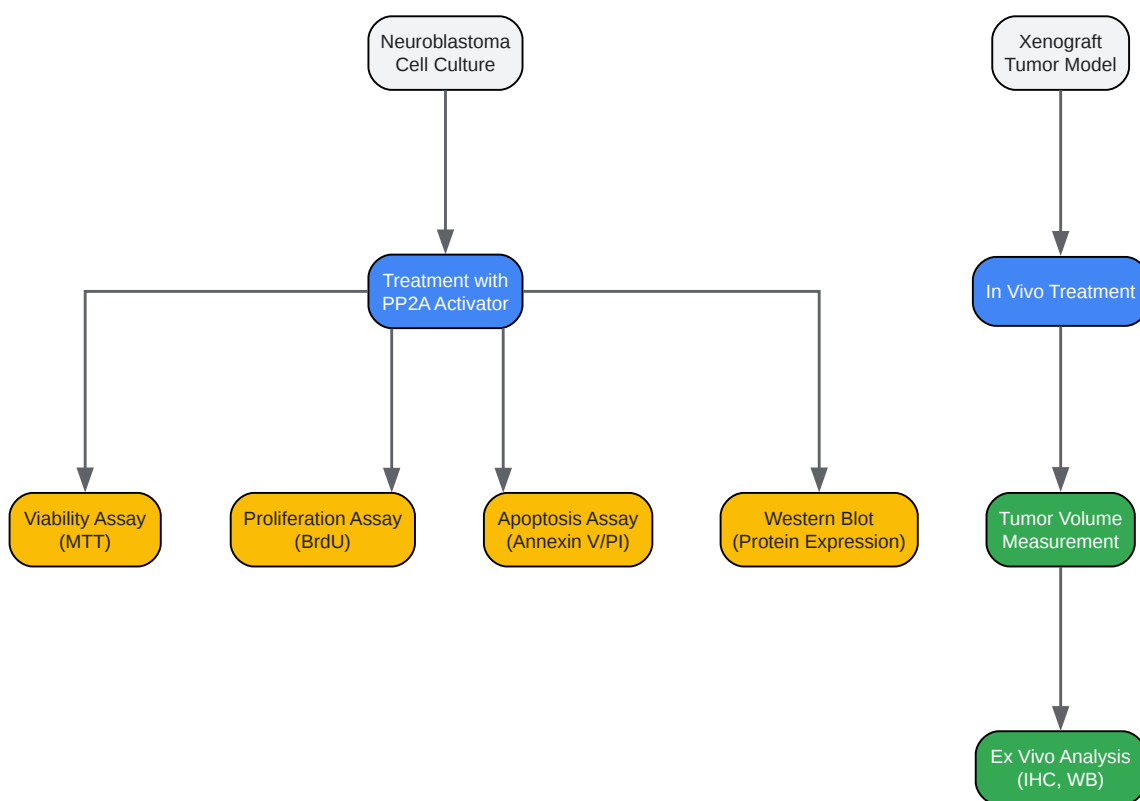 Neuroblastoma
Cell Culture
Xenograft
Tumor Model
Treatment with
PP2A Activator
In Vivo Treatment
Viability Assay
(MTT)
Proliferation Assay
(BrdU)
Apoptosis Assay
(Annexin V/PI)
Western Blot
(Protein Expression)
Tumor Volume
Measurement
Ex Vivo Analysis
(IHC, WB)